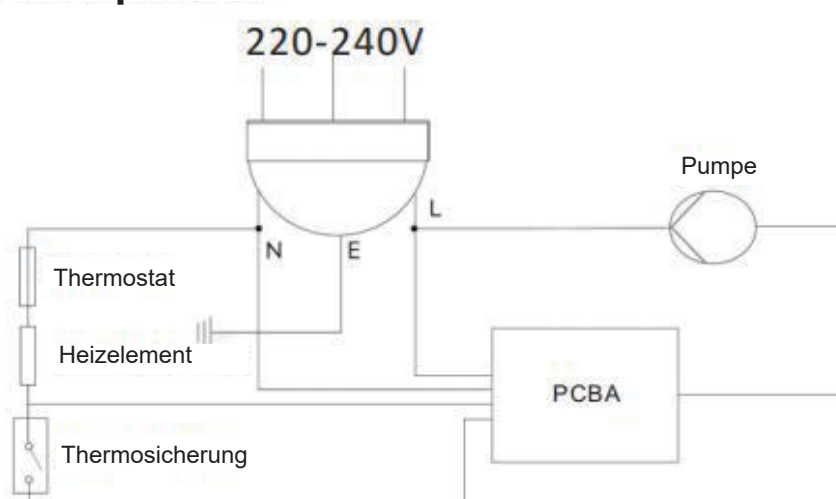 220-240V
Pumpe
L
N
E
Thermostat
Heizelement
PCBA
Thermosicherung